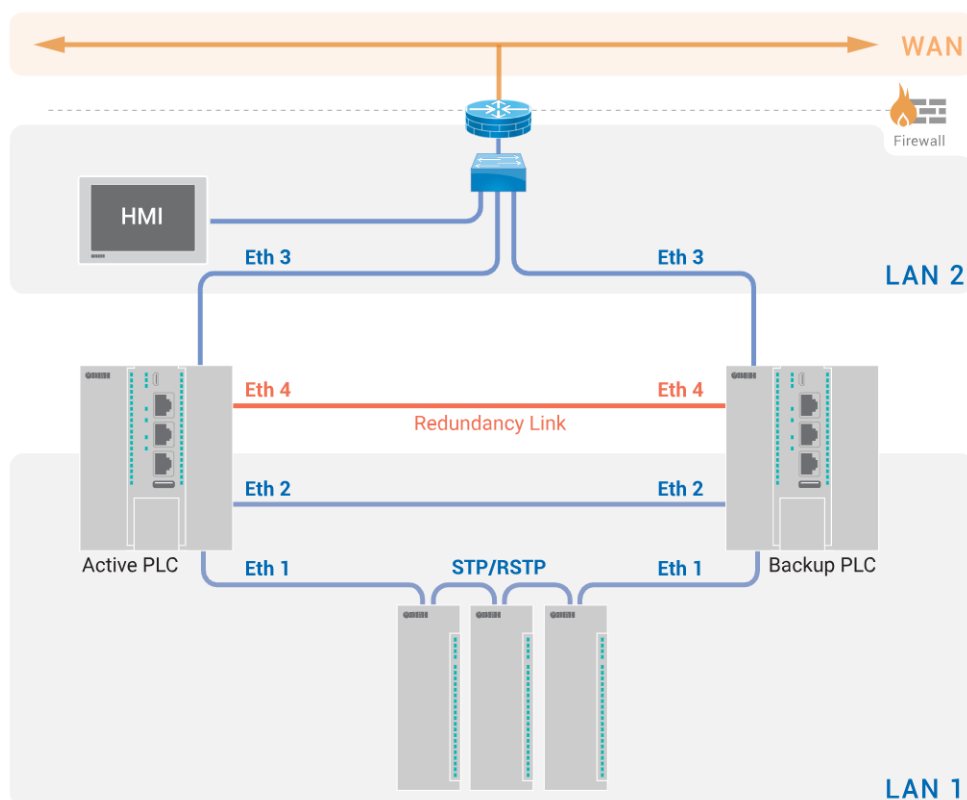 WAN
Firewall
HMI
Eth 3
Eth 3
LAN 2
Eth 4
Eth 4
Redundancy Link
Eth 2
Eth 2
Active PLC
Eth 1
STP/RSTP
Eth 1
Backup PLC
LAN 1